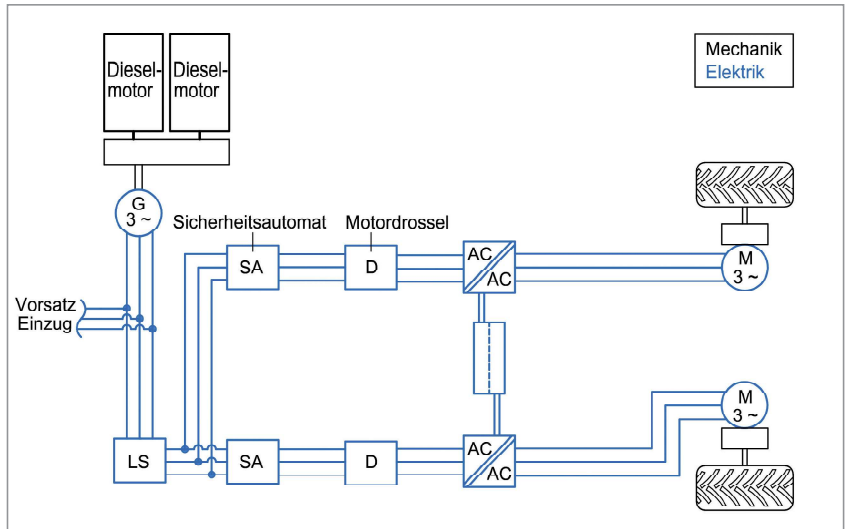 Diesel-
motor
Diesel-
motor
Mechanik
Elektrik
G
3 ~
Sicherheitsautomat
Motordrossel
SA
D
AC
AC
M
3 ~
Vorsatz
Einzug
LS
SA
D
AC
AC
M
3 ~